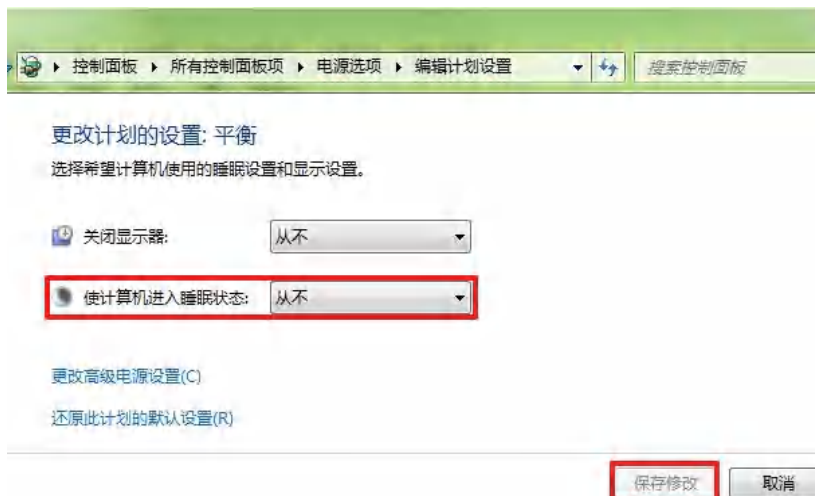 控制面板 ▸ 所有控制面板项 ▸ 电源选项 ▸ 编辑计划设置 搜索控制面板
更改计划的设置: 平衡
选择希望计算机使用的睡眠设置和显示设置。
关闭显示器: 从不
使计算机进入睡眠状态: 从不
更改高级电源设置(C)
还原此计划的默认设置(R)
保存修改 取消